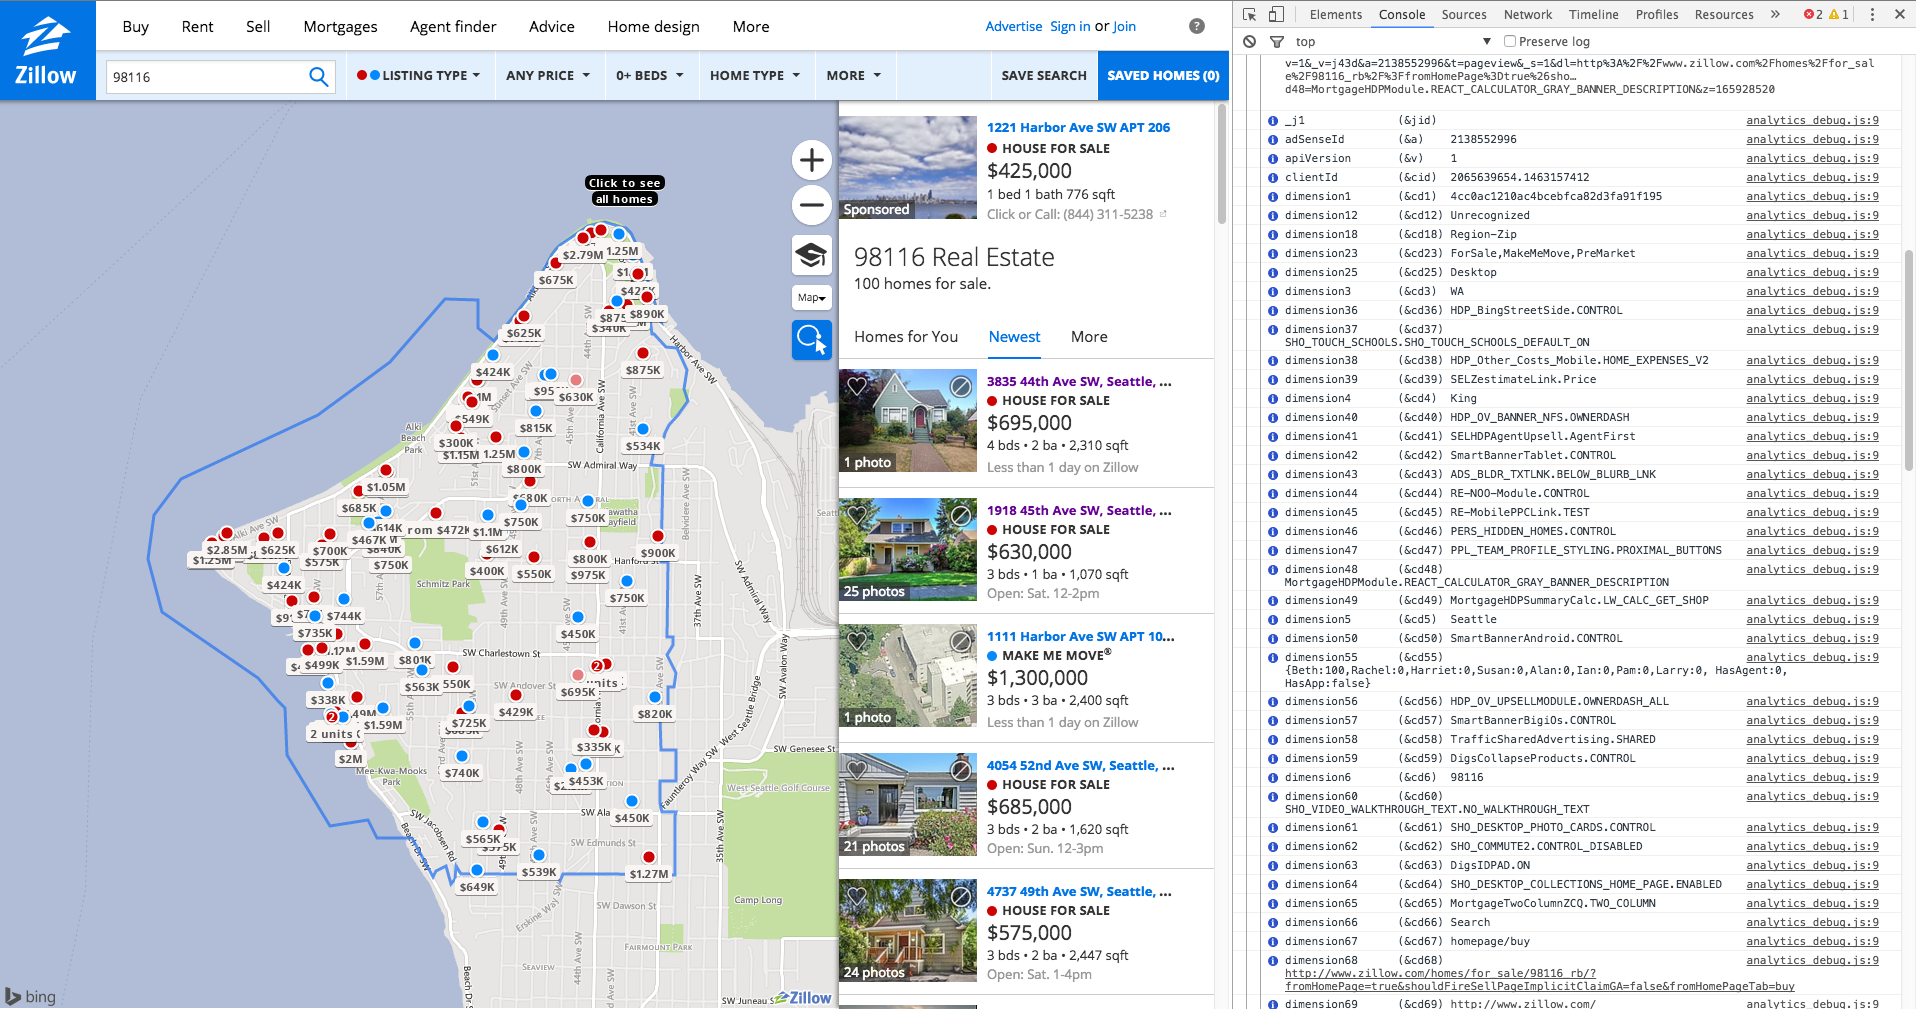 Zillow
Buy
Rent
Sell
Mortgages
Agent finder
Advice
Home design
More
Advertise Sign in or Join
?
98116
LISTING TYPE
ANY PRICE
0+ BEDS
HOME TYPE
MORE
SAVE SEARCH
SAVED HOMES (0)
Click to see
all homes
Map
$2.79M
1.25M
$675K
$425K
$890K
$875
$340K
$625K
$424K
$875K
$630K
$549K
$815K
$300K
$1.15M
1.25M
$534K
$800K
SW Admiral Way
Alki
Beach
Park
Sunset Ave SW
California Ave SW
Harbor Ave SW
$1.05M
$685K
$680K
$750K
$750K
$614K
rom $472K
$1.1M
$467K
Alki Ave SW
$2.85M
$625K
$700K
$575K
$1.25M
$750K
$612K
$800K
$900K
$400K
$550K
$975K
Belvidere Ave SW
SW Admiral Way
37th Ave SW
$424K
Schmitz Park
$750K
$744K
$735K
$450K
SW Charlestown St
$499K
$1.59M
$801K
$563K
550K
SW Andover St
$695K
$338K
$1.59M
$429K
$725K
$820K
2 units
$2M
$335K
SW Avalon Way
West Seattle Bridge
Fauntleroy Way SW
SW Genesee St
Mee-Kwa-Mooks
Park
$740K
$453K
West Seattle Golf Course
$450K
SW Ala
SW Jacobsen Rd
Beach Dr SW
$565K
SW Edmunds St
35th Ave SW
$539K
$1.27M
$649K
SW Dawson St
Camp Long
Erskine Way SW
44th Ave SW
FAIRMOUNT PARK
SEAVIEW
SW Juneau S
bing
Zillow
Sponsored
1221 Harbor Ave SW APT 206
HOUSE FOR SALE
$425,000
1 bed 1 bath 776 sqft
Click or Call: (844) 311-5238
98116 Real Estate
100 homes for sale.
Homes for You
Newest
More
1 photo
3835 44th Ave SW, Seattle, ...
HOUSE FOR SALE
$695,000
4 bds • 2 ba • 2,310 sqft
Less than 1 day on Zillow
25 photos
1918 45th Ave SW, Seattle, ...
HOUSE FOR SALE
$630,000
3 bds • 1 ba • 1,070 sqft
Open: Sat. 12-2pm
1 photo
1111 Harbor Ave SW APT 10...
MAKE ME MOVE®
$1,300,000
3 bds • 3 ba • 2,400 sqft
Less than 1 day on Zillow
21 photos
4054 52nd Ave SW, Seattle, ...
HOUSE FOR SALE
$685,000
3 bds • 2 ba • 1,620 sqft
Open: Sun. 12-3pm
24 photos
4737 49th Ave SW, Seattle, ...
HOUSE FOR SALE
$575,000
3 bds • 2 ba • 2,447 sqft
Open: Sat. 1-4pm
Elements Console Sources Network Timeline Profiles Resources » 2 1
top
Preserve log
v=1&_v=j43d&a=2138552996&t=pageview&_s=1&dl=http%3A%2F%2Fwww.zillow.com%2Fhomes%2Ffor_sal
e%2F98116_rb%2F%3FfromHomePage%3Dtrue%26sho…
d48=MortgageHDPModule.REACT_CALCULATOR_GRAY_BANNER_DESCRIPTION&z=165928520
_j1 (&jid) analytics_debug.js:9
adSenseId (&a) 2138552996 analytics_debug.js:9
apiVersion (&v) 1 analytics_debug.js:9
clientId (&cid) 2065639654.1463157412 analytics_debug.js:9
dimension1 (&cd1) 4cc0ac1210ac4bcebfca82d3fa91f195 analytics_debug.js:9
dimension12 (&cd12) Unrecognized analytics_debug.js:9
dimension18 (&cd18) Region-Zip analytics_debug.js:9
dimension23 (&cd23) ForSale,MakeMeMove,PreMarket analytics_debug.js:9
dimension25 (&cd25) Desktop analytics_debug.js:9
dimension3 (&cd3) WA analytics_debug.js:9
dimension36 (&cd36) HDP_BingStreetSide.CONTROL analytics_debug.js:9
dimension37 (&cd37) analytics_debug.js:9
SHO_TOUCH_SCHOOLS.SHO_TOUCH_SCHOOLS_DEFAULT_ON
dimension38 (&cd38) HDP_Other_Costs_Mobile.HOME_EXPENSES_V2 analytics_debug.js:9
dimension39 (&cd39) SELZestimateLink.Price analytics_debug.js:9
dimension4 (&cd4) King analytics_debug.js:9
dimension40 (&cd40) HDP_OV_BANNER_NFS.OWNERDASH analytics_debug.js:9
dimension41 (&cd41) SELHDPAgentUpsell.AgentFirst analytics_debug.js:9
dimension42 (&cd42) SmartBannerTablet.CONTROL analytics_debug.js:9
dimension43 (&cd43) ADS_BLDR_TXTLNK.BELOW_BLURB_LNK analytics_debug.js:9
dimension44 (&cd44) RE-NOO-Module.CONTROL analytics_debug.js:9
dimension45 (&cd45) RE-MobilePPCLink.TEST analytics_debug.js:9
dimension46 (&cd46) PERS_HIDDEN_HOMES.CONTROL analytics_debug.js:9
dimension47 (&cd47) PPL_TEAM_PROFILE_STYLING.PROXIMAL_BUTTONS analytics_debug.js:9
dimension48 (&cd48) analytics_debug.js:9
MortgageHDPModule.REACT_CALCULATOR_GRAY_BANNER_DESCRIPTION
dimension49 (&cd49) MortgageHDPSummaryCalc.LW_CALC_GET_SHOP analytics_debug.js:9
dimension5 (&cd5) Seattle analytics_debug.js:9
dimension50 (&cd50) SmartBannerAndroid.CONTROL analytics_debug.js:9
dimension55 (&cd55) analytics_debug.js:9
{Beth:100,Rachel:0,Harriet:0,Susan:0,Alan:0,Ian:0,Pam:0,Larry:0, HasAgent:0,
HasApp:false}
dimension56 (&cd56) HDP_OV_UPSELLMODULE.OWNERDASH_ALL analytics_debug.js:9
dimension57 (&cd57) SmartBannerBigiOs.CONTROL analytics_debug.js:9
dimension58 (&cd58) TrafficSharedAdvertising.SHARED analytics_debug.js:9
dimension59 (&cd59) DigsCollapseProducts.CONTROL analytics_debug.js:9
dimension6 (&cd6) 98116 analytics_debug.js:9
dimension60 (&cd60) analytics_debug.js:9
SHO_VIDEO_WALKTHROUGH_TEXT.NO_WALKTHROUGH_TEXT
dimension61 (&cd61) SHO_DESKTOP_PHOTO_CARDS.CONTROL analytics_debug.js:9
dimension62 (&cd62) SHO_COMMUTE2.CONTROL_DISABLED analytics_debug.js:9
dimension63 (&cd63) DigsIDPAD.ON analytics_debug.js:9
dimension64 (&cd64) SHO_DESKTOP_COLLECTIONS_HOME_PAGE.ENABLED analytics_debug.js:9
dimension65 (&cd65) MortgageTwoColumnZCQ.TWO_COLUMN analytics_debug.js:9
dimension66 (&cd66) Search analytics_debug.js:9
dimension67 (&cd67) homepage/buy analytics_debug.js:9
dimension68 (&cd68) analytics_debug.js:9
http://www.zillow.com/homes/for_sale/98116_rb/?
fromHomePage=true&shouldFireSellPageImplicitClaimGA=false&fromHomePageTab=buy
dimension69 (&cd69) http://www.zillow.com/ analytics_debug.js:9